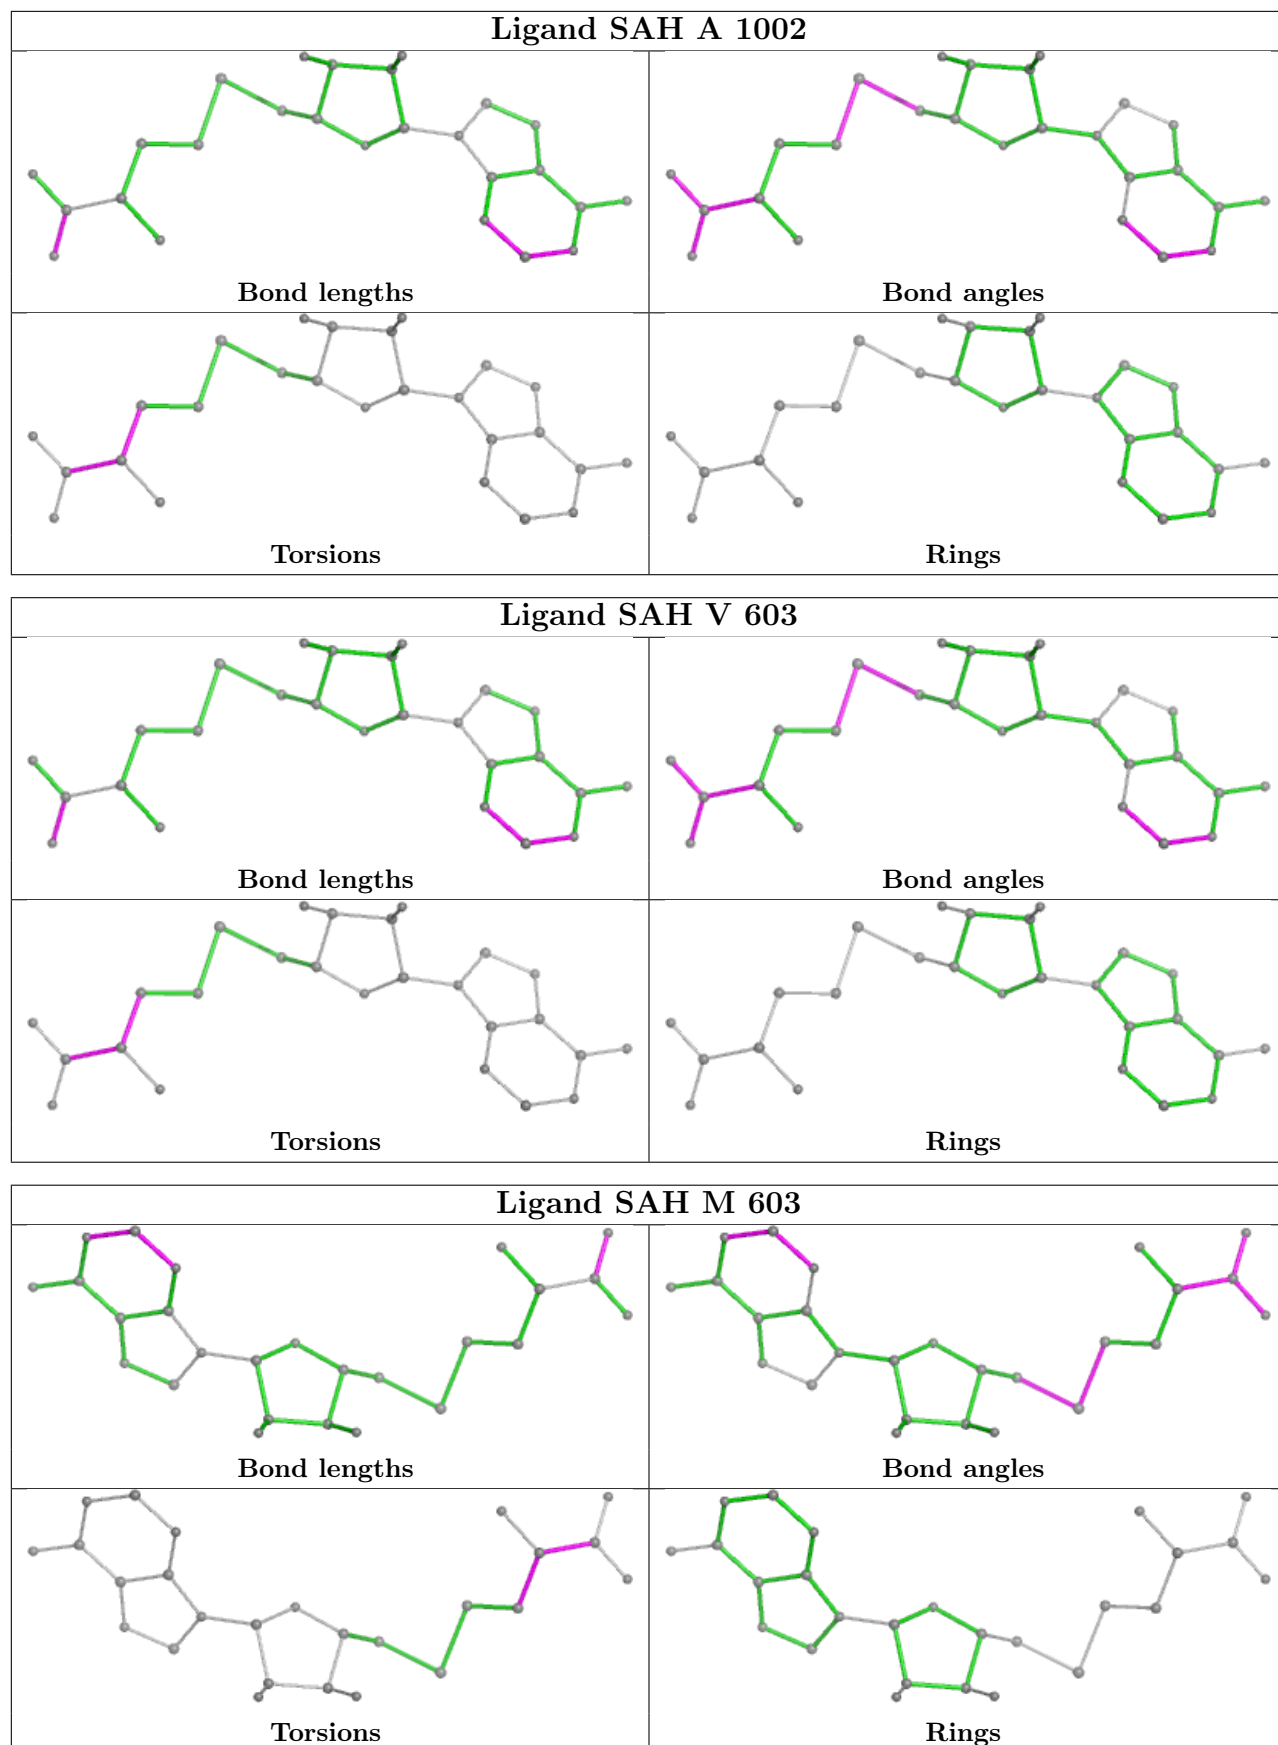 Ligand SAH A 1002
Bond lengths
Bond angles
Torsions
Rings
Ligand SAH V 603
Bond lengths
Bond angles
Torsions
Rings
Ligand SAH M 603
Bond lengths
Bond angles
Torsions
Rings